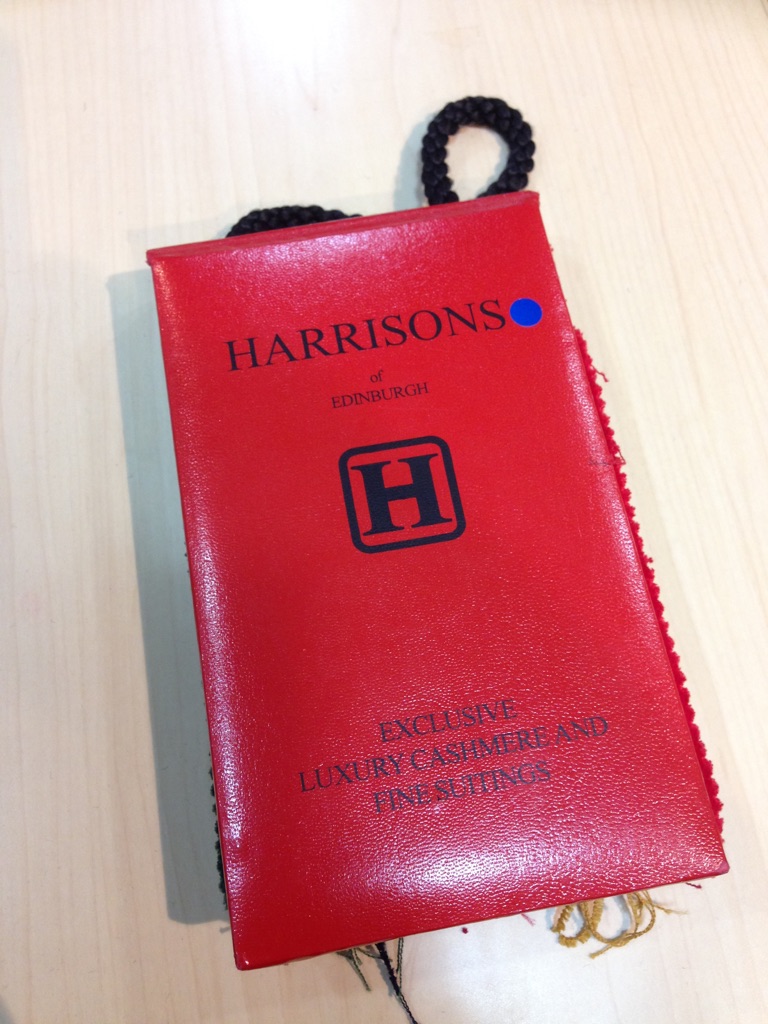 HARRISONS
of
EDINBURGH
H
EXCLUSIVE
LUXURY CASHMERE AND
FINE SUITINGS